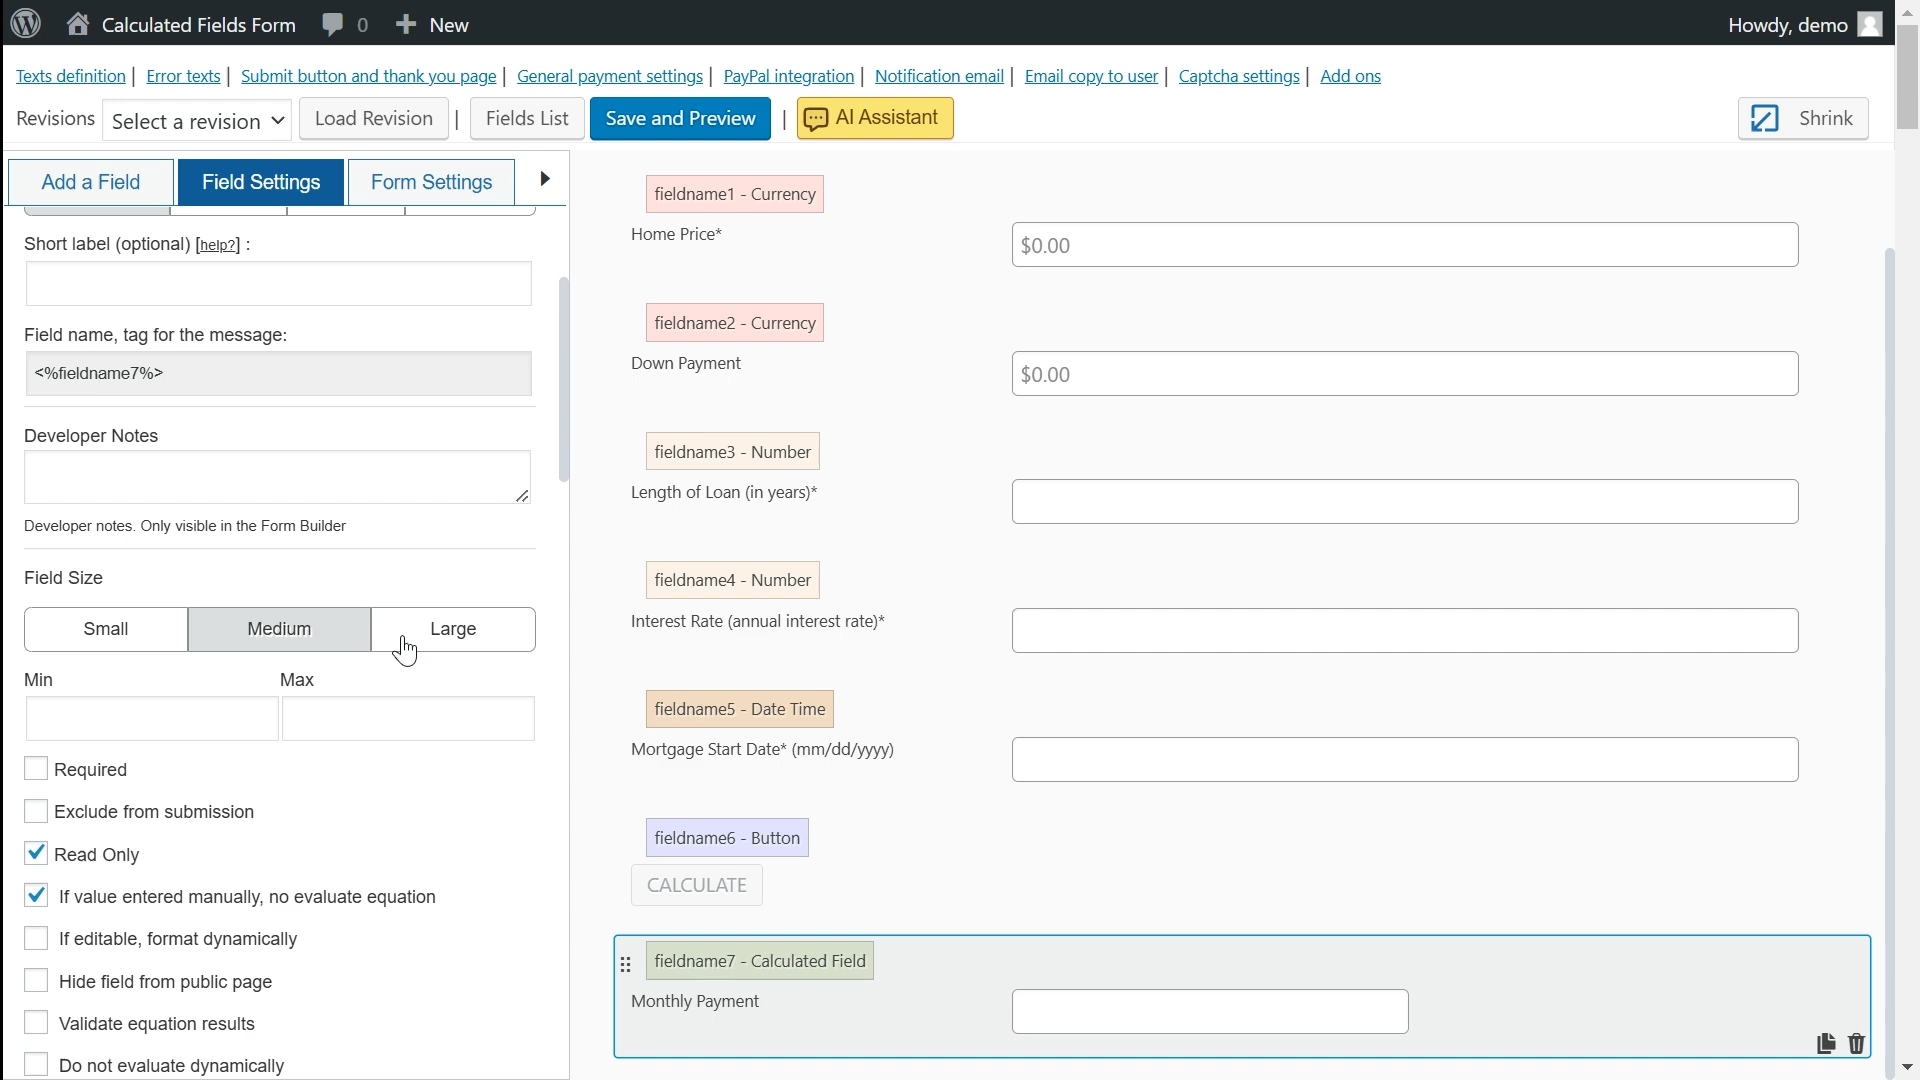 Calculated Fields Form 0 New Howdy, demo
Texts definition | Error texts | Submit button and thank you page | General payment settings | PayPal integration | Notification email | Email copy to user | Captcha settings | Add ons
Revisions Select a revision Load Revision | Fields List Save and Preview | AI Assistant Shrink
Add a Field Field Settings Form Settings
Short label (optional) [help?] :
Field name, tag for the message:
<%fieldname7%>
Developer Notes
Developer notes. Only visible in the Form Builder
Field Size
Small Medium Large
Min Max
Required
Exclude from submission
Read Only
If value entered manually, no evaluate equation
If editable, format dynamically
Hide field from public page
Validate equation results
Do not evaluate dynamically
fieldname1 - Currency
Home Price*
$0.00
fieldname2 - Currency
Down Payment
$0.00
fieldname3 - Number
Length of Loan (in years)*
fieldname4 - Number
Interest Rate (annual interest rate)*
fieldname5 - Date Time
Mortgage Start Date* (mm/dd/yyyy)
fieldname6 - Button
CALCULATE
fieldname7 - Calculated Field
Monthly Payment